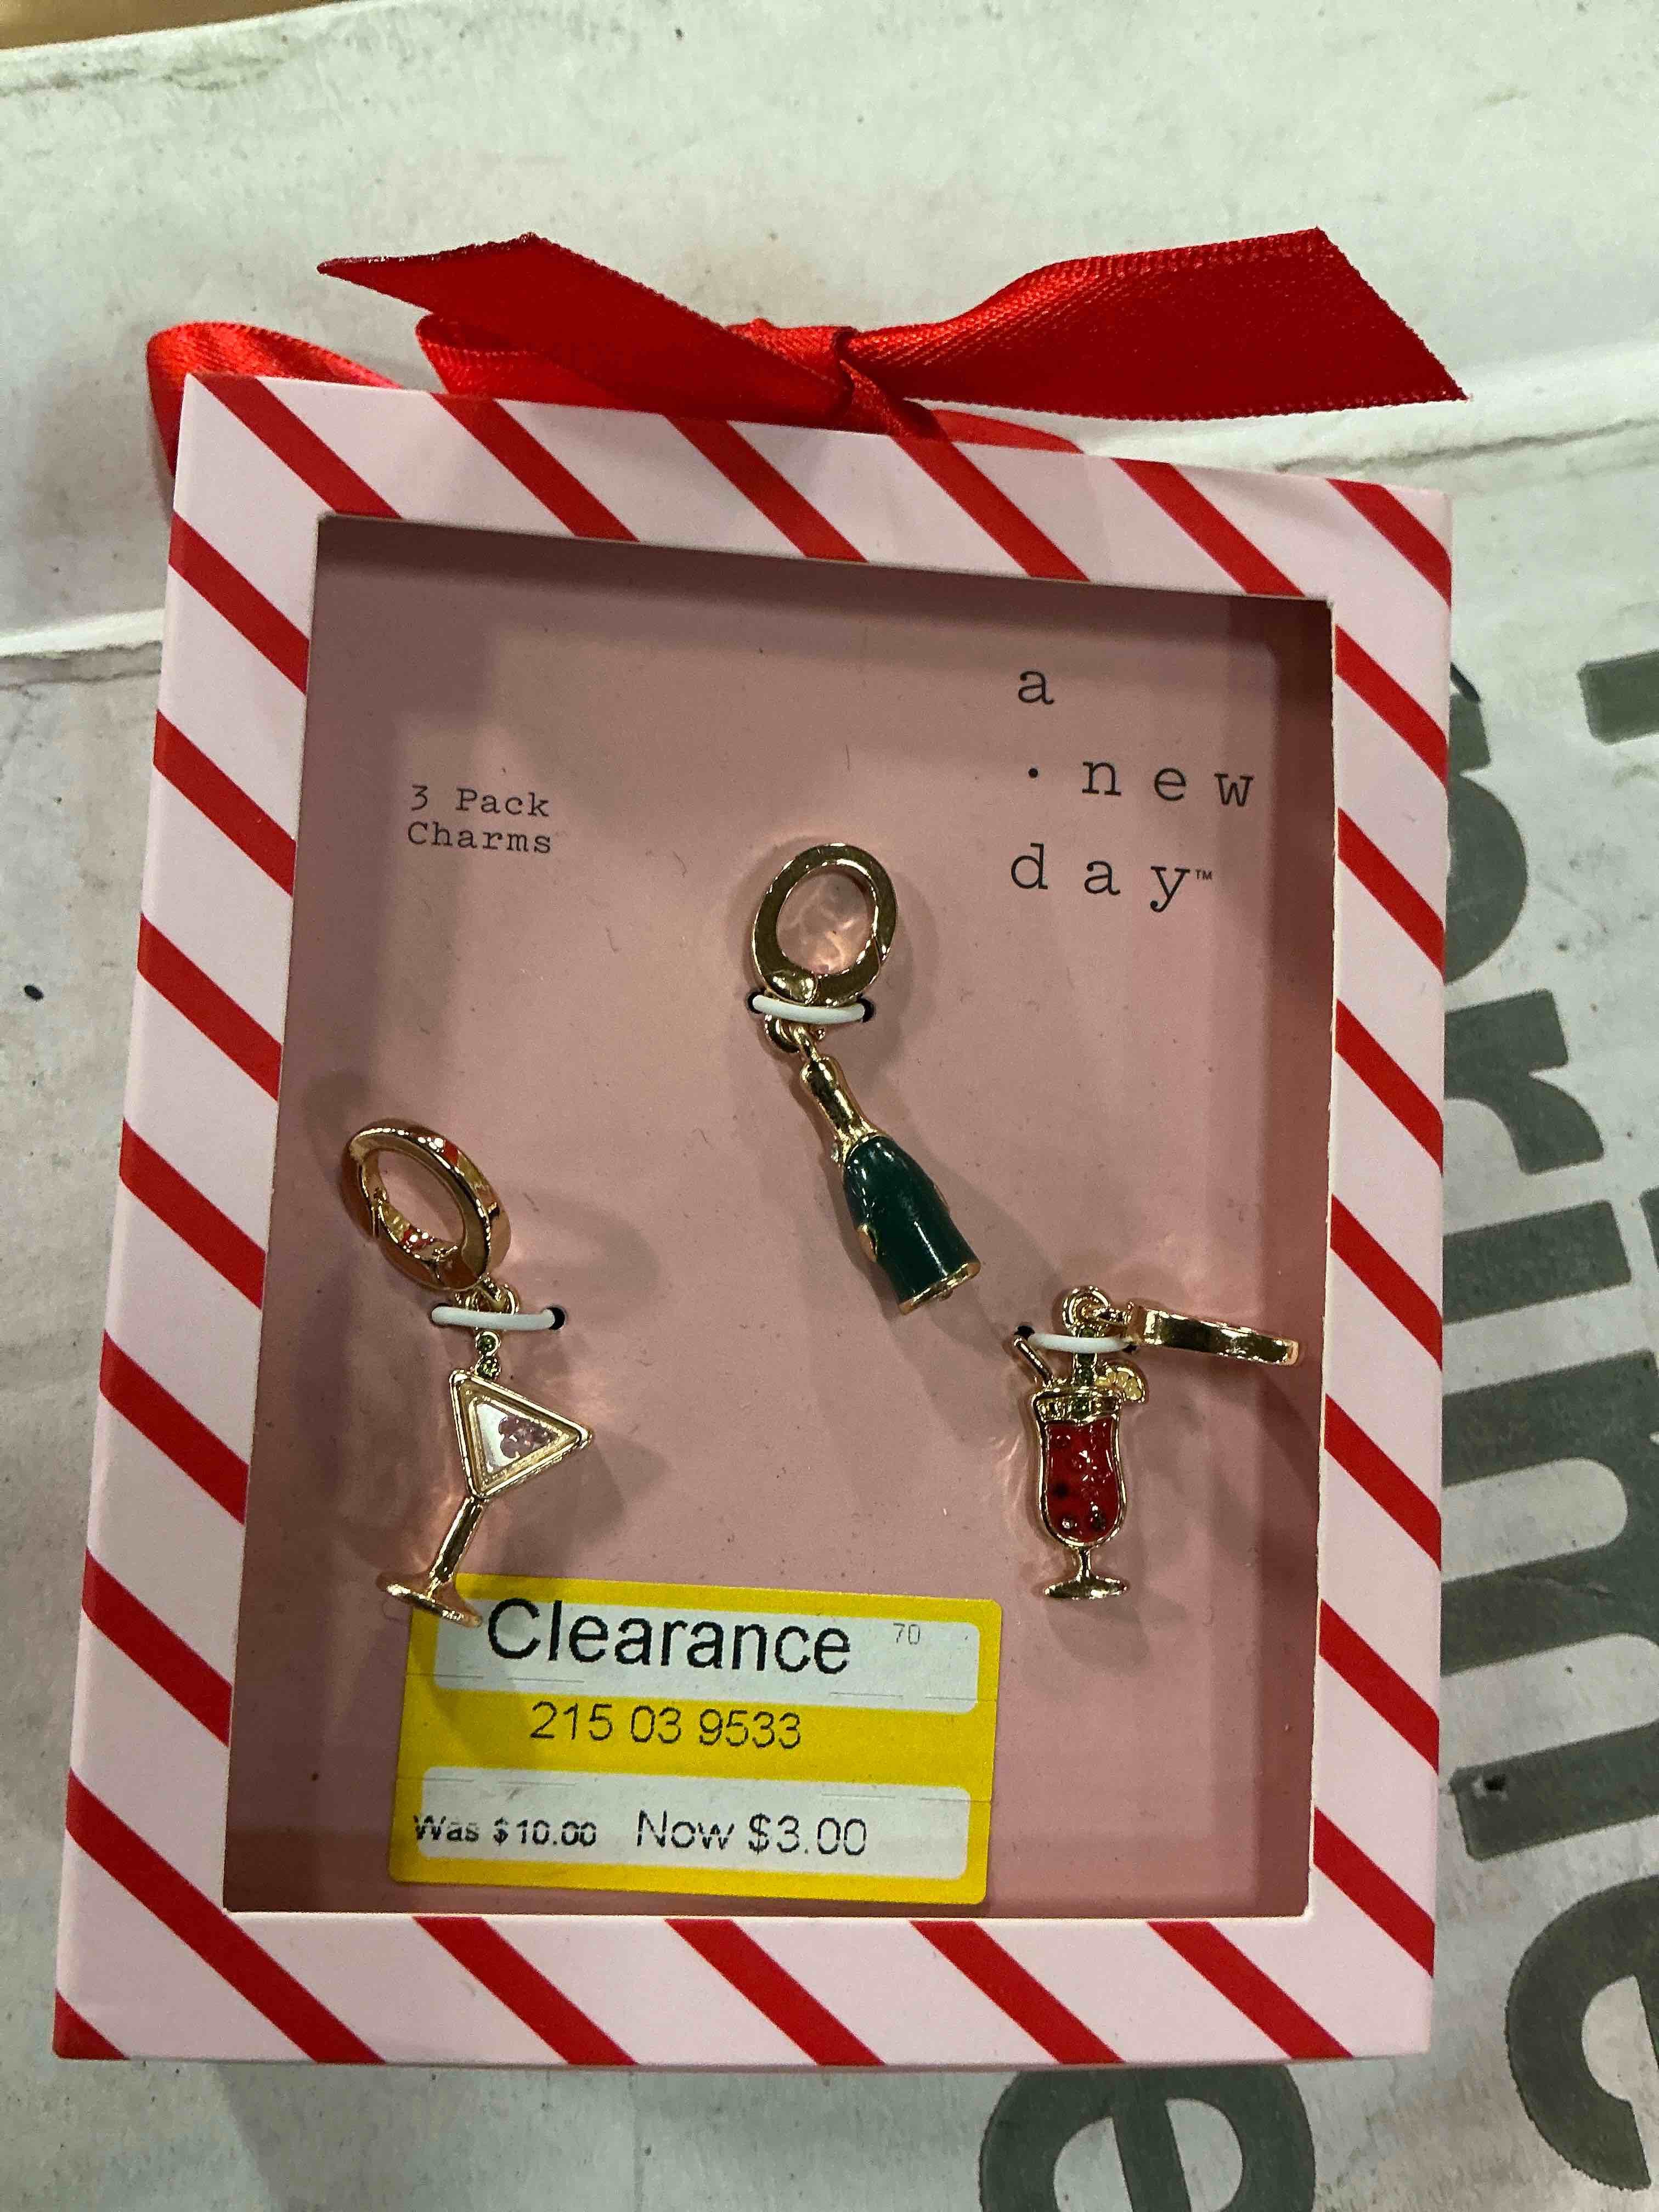 3 Pack
Charms
a
· new
day™
Clearance 70
215 03 9533
Was $10.00 Now $3.00